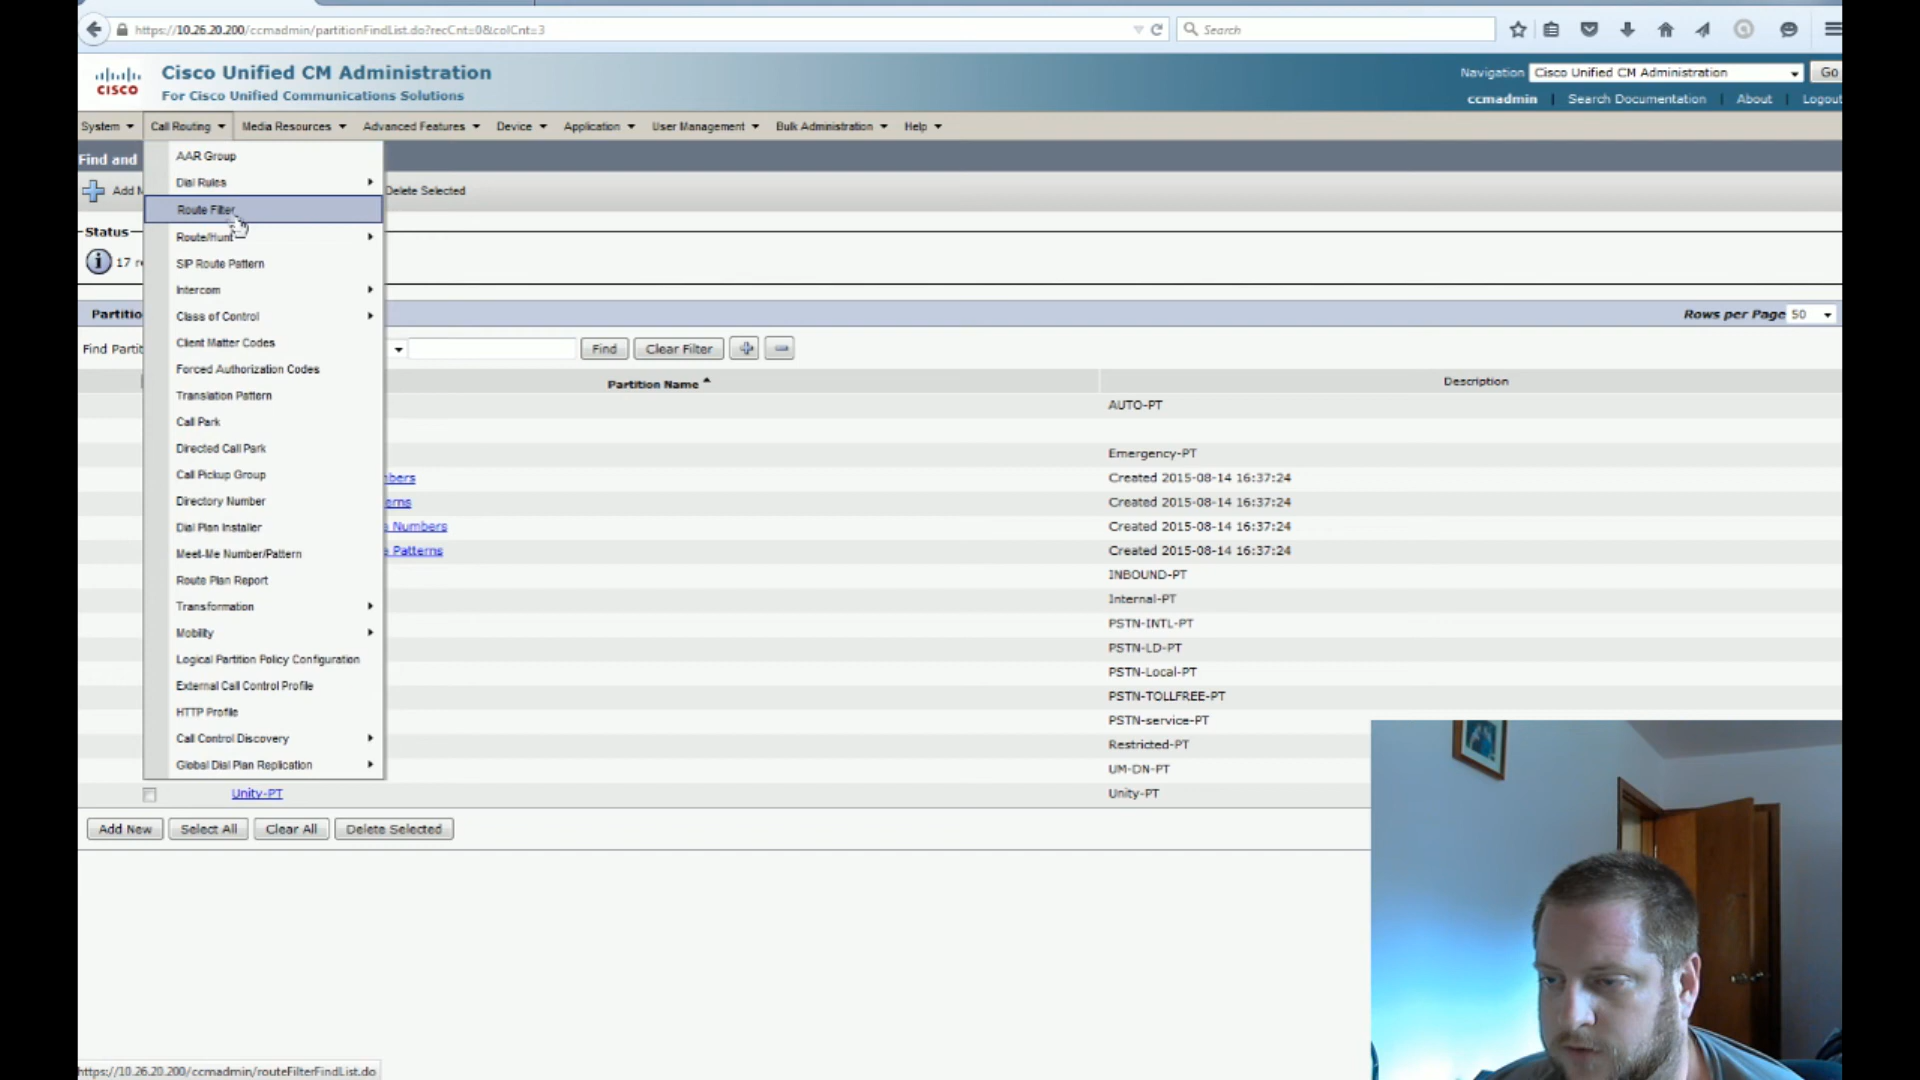 https://10.26.20.200/ccmadmin/partitionFindList.do?recCnt=0&colCnt=3
Search
cisco
Cisco Unified CM Administration
For Cisco Unified Communications Solutions
Navigation Cisco Unified CM Administration Go
ccmadmin | Search Documentation | About | Logout
System Call Routing Media Resources Advanced Features Device Application User Management Bulk Administration Help
Find and
Add Delete Selected
Status
17
Rows per Page 50
Find Find Clear Filter
Partition Name Description
AAR Group
Dial Rules
Route Filter
Route/Hunt
SIP Route Pattern
Intercom
Class of Control
Client Matter Codes
Forced Authorization Codes
Translation Pattern
Call Park
Directed Call Park
Call Pickup Group
Directory Number
Dial Plan Installer
Meet-Me Number/Pattern
Route Plan Report
Transformation
Mobility
Logical Partition Policy Configuration
External Call Control Profile
HTTP Profile
Call Control Discovery
Global Dial Plan Replication
AUTO-PT
Emergency-PT
Created 2015-08-14 16:37:24
Created 2015-08-14 16:37:24
Numbers Created 2015-08-14 16:37:24
Patterns Created 2015-08-14 16:37:24
INBOUND-PT
Internal-PT
PSTN-INTL-PT
PSTN-LD-PT
PSTN-Local-PT
PSTN-TOLLFREE-PT
PSTN-service-PT
Restricted-PT
UM-DN-PT
Unity-PT Unity-PT
Add New Select All Clear All Delete Selected
https://10.26.20.200/ccmadmin/routeFilterFindList.do